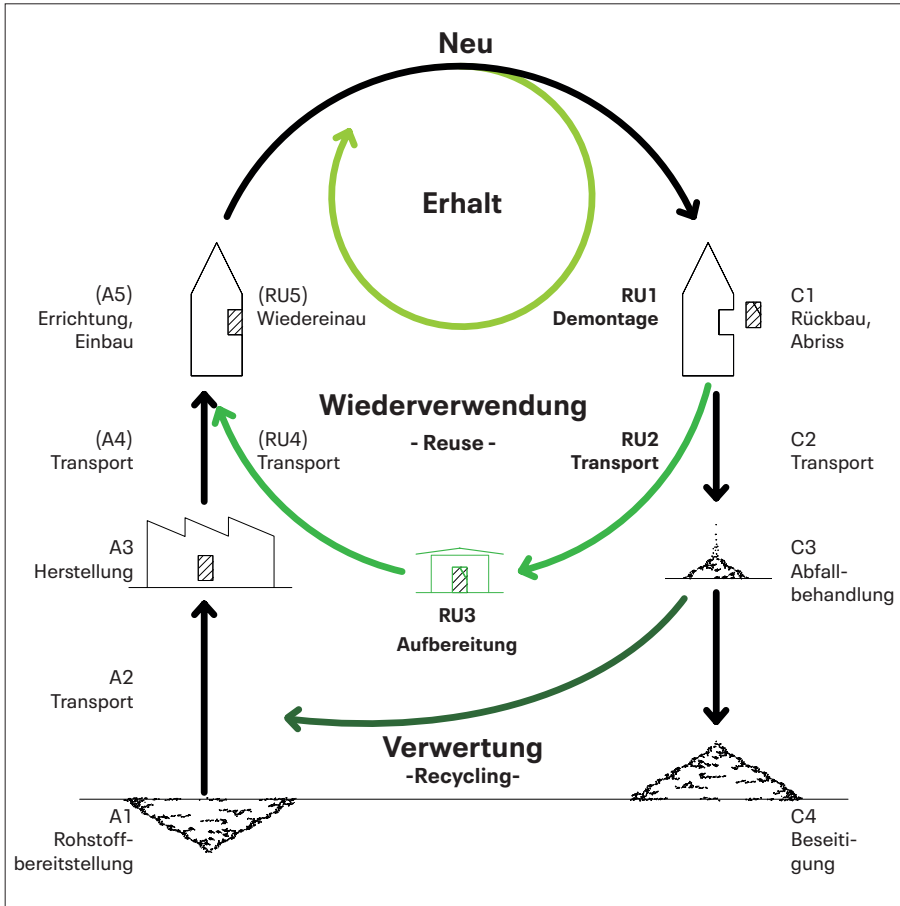 Neu
Erhalt
(A5)
Errichtung,
Einbau
(RU5)
Wiedereinau
RU1
Demontage
C1
Rückbau,
Abriss
Wiederverwendung
- Reuse -
(A4)
Transport
(RU4)
Transport
RU2
Transport
C2
Transport
A3
Herstellung
RU3
Aufbereitung
C3
Abfall-
behandlung
A2
Transport
Verwertung
-Recycling-
A1
Rohstoff-
bereitstellung
C4
Beseiti-
gung